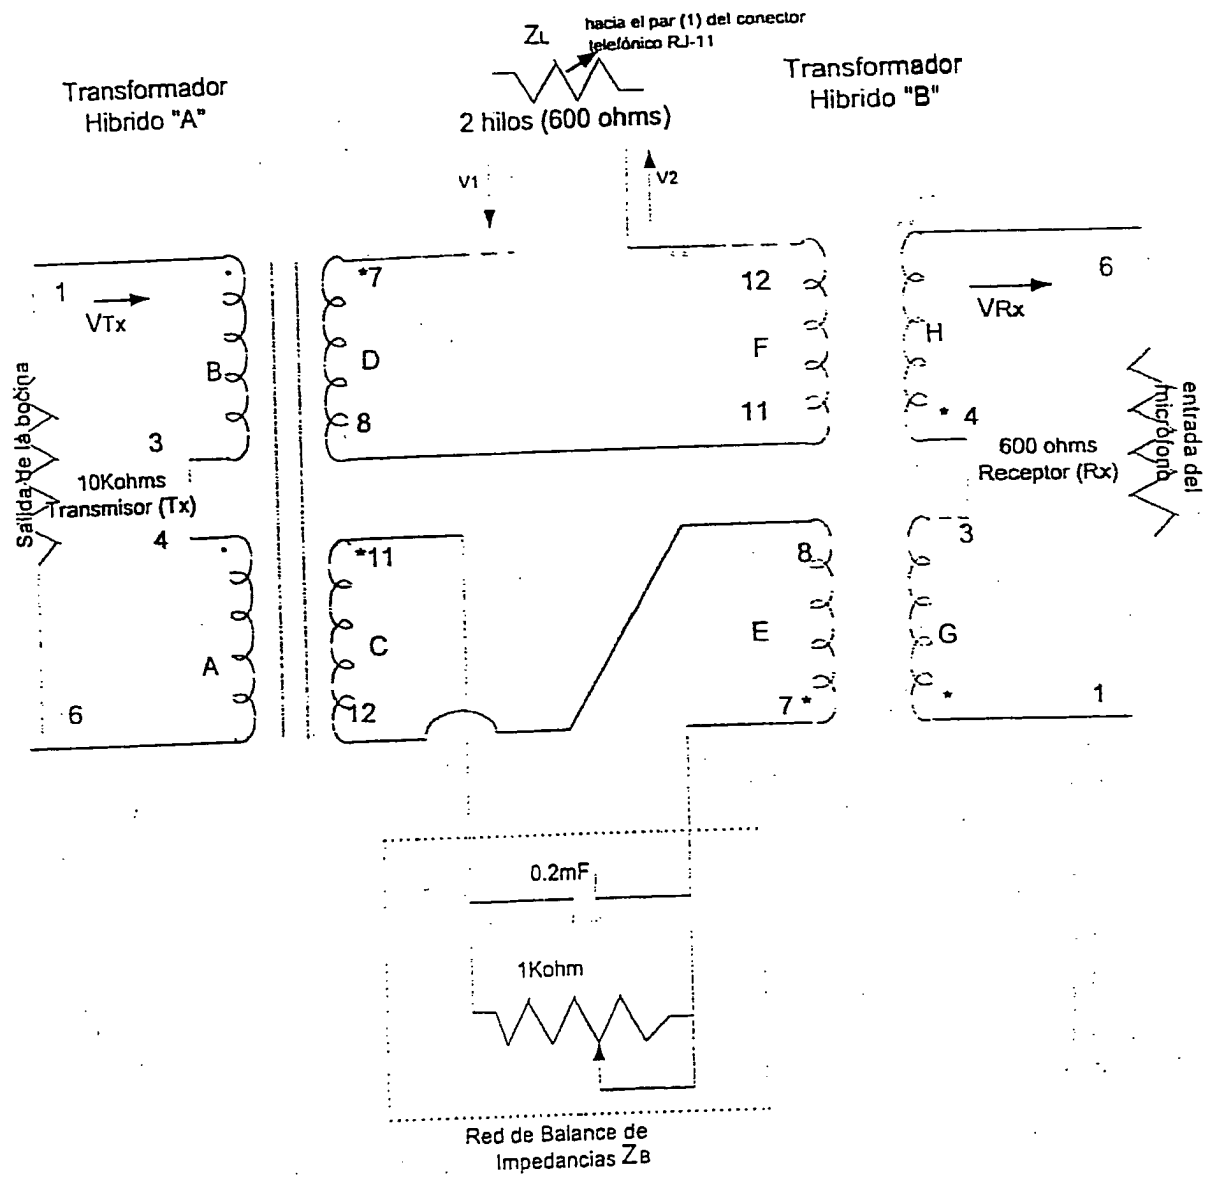 ZL
hacia el par (1) del conector
telefónico RJ-11
Transformador
Hibrido "A"
2 hilos (600 ohms)
Transformador
Hibrido "B"
V1
V2
1
VTx
*7
12
6
VRx
B
D
F
H
3
8
11
* 4
Salida de la bocina
10Kohms
Transmisor (Tx)
600 ohms
Receptor (Rx)
entrada del
micrófono
4
*11
8
3
A
C
E
G
6
12
7 *
*
1
0.2mF
1Kohm
Red de Balance de
Impedancias ZB